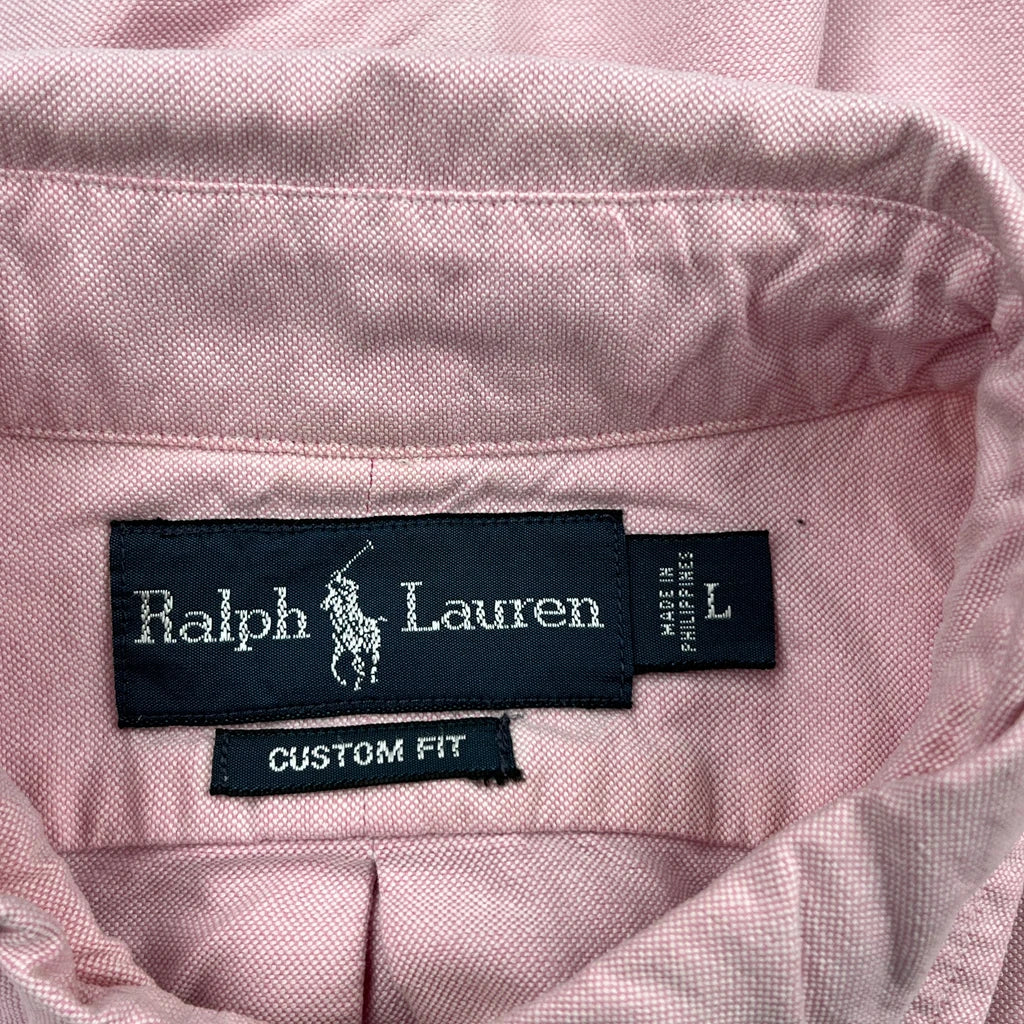 Ralph Lauren
MADE IN
PHILIPPINES
L
CUSTOM FIT